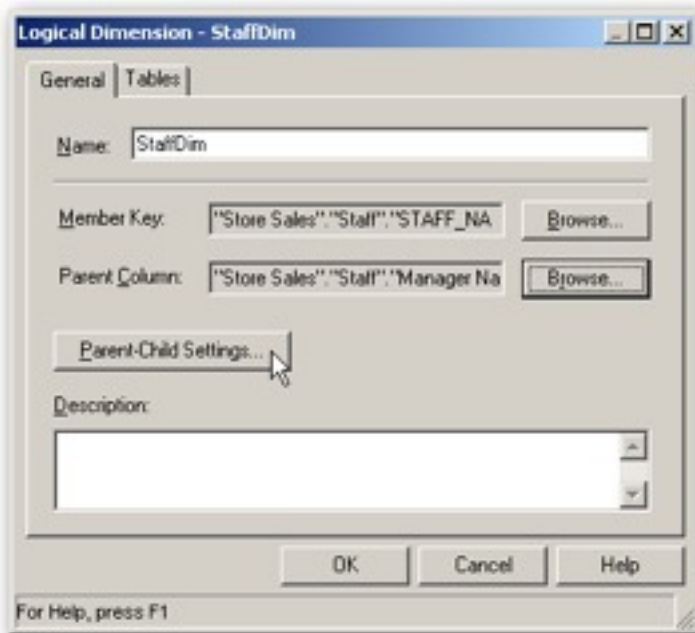 Logical Dimension - StaffDim
General Tables
Name: StaffDim
Member Key: "Store Sales"."Staff"."STAFF_NA Browse...
Parent Column: "Store Sales"."Staff"."Manager Na Browse...
Parent-Child Settings...
Description:
OK Cancel Help
For Help, press F1